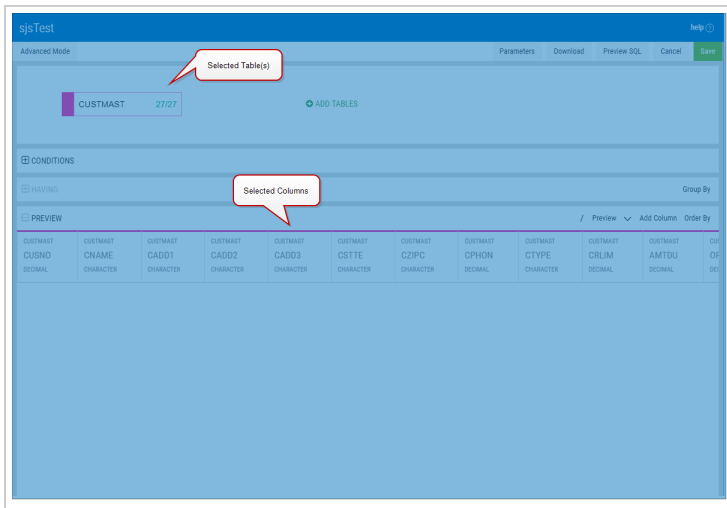 sjsTest help ?
Advanced Mode Parameters Download Preview SQL Cancel Save
Selected Table(s)
CUSTMAST 27/27 ADD TABLES
CONDITIONS
HAVING Group By
Selected Columns
PREVIEW / Preview Add Column Order By
CUSTMAST CUSTMAST CUSTMAST CUSTMAST CUSTMAST CUSTMAST CUSTMAST CUSTMAST CUSTMAST CUSTMAST CUSTMAST
CUSNO CNAME CADD1 CADD2 CADD3 CSTTE CZIPC CPHON CTYPE CRLIM AMTDU
DECIMAL CHARACTER CHARACTER CHARACTER CHARACTER CHARACTER CHARACTER DECIMAL CHARACTER DECIMAL DECIMAL